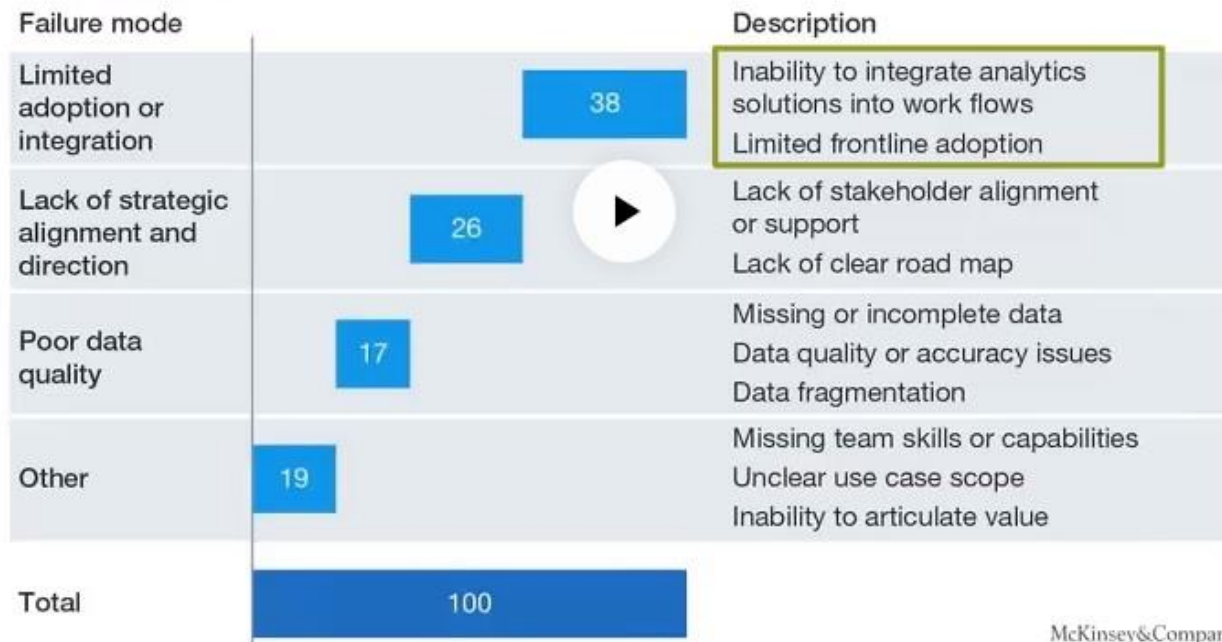 Failure mode
Description
Limited
adoption or
integration
38
Inability to integrate analytics
solutions into work flows
Limited frontline adoption
Lack of strategic
alignment and
direction
26
Lack of stakeholder alignment
or support
Lack of clear road map
Poor data
quality
17
Missing or incomplete data
Data quality or accuracy issues
Data fragmentation
Other
19
Missing team skills or capabilities
Unclear use case scope
Inability to articulate value
Total
100
McKinsey&Compan